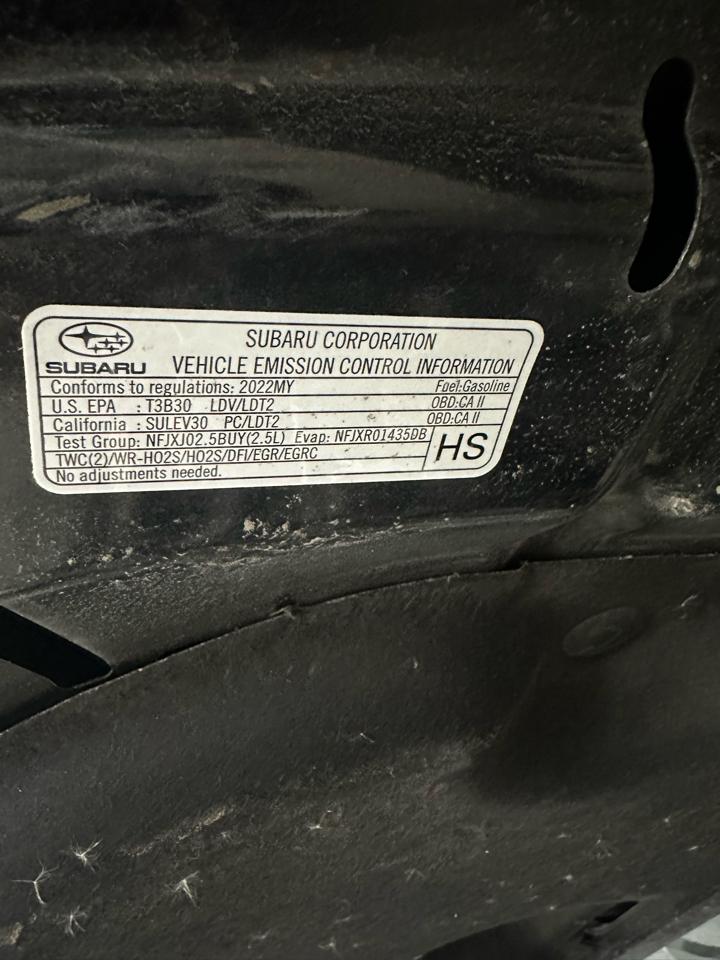 SUBARU
SUBARU CORPORATION
VEHICLE EMISSION CONTROL INFORMATION
Conforms to regulations: 2022MY Fuel:Gasoline
U.S. EPA : T3B30 LDV/LDT2 OBD:CA II
California : SULEV30 PC/LDT2 OBD:CA II
Test Group: NFJXJ02.5BUY(2.5L) Evap: NFJXR01435DB
TWC(2)/WR-HO2S/HO2S/DFI/EGR/EGRC
No adjustments needed.
HS